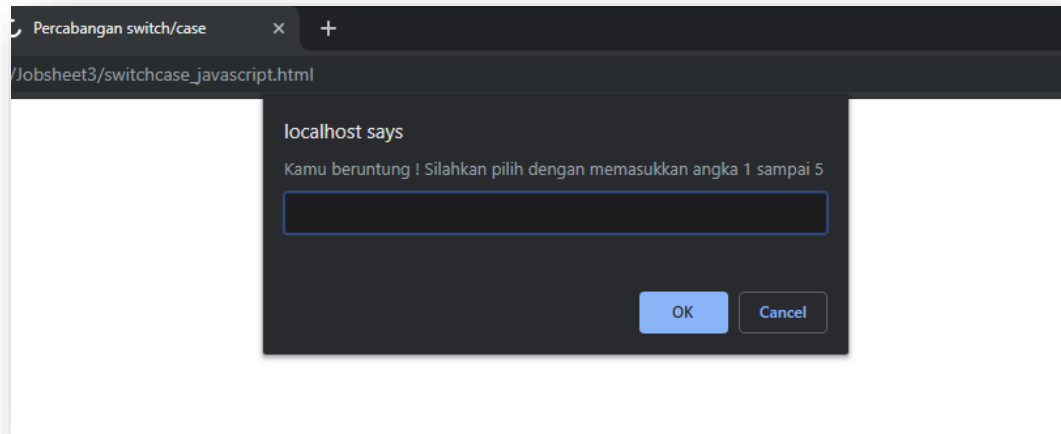 Percabangan switch/case
/Jobsheet3/switchcase_javascript.html
localhost says
Kamu beruntung ! Silahkan pilih dengan memasukkan angka 1 sampai 5
OK Cancel